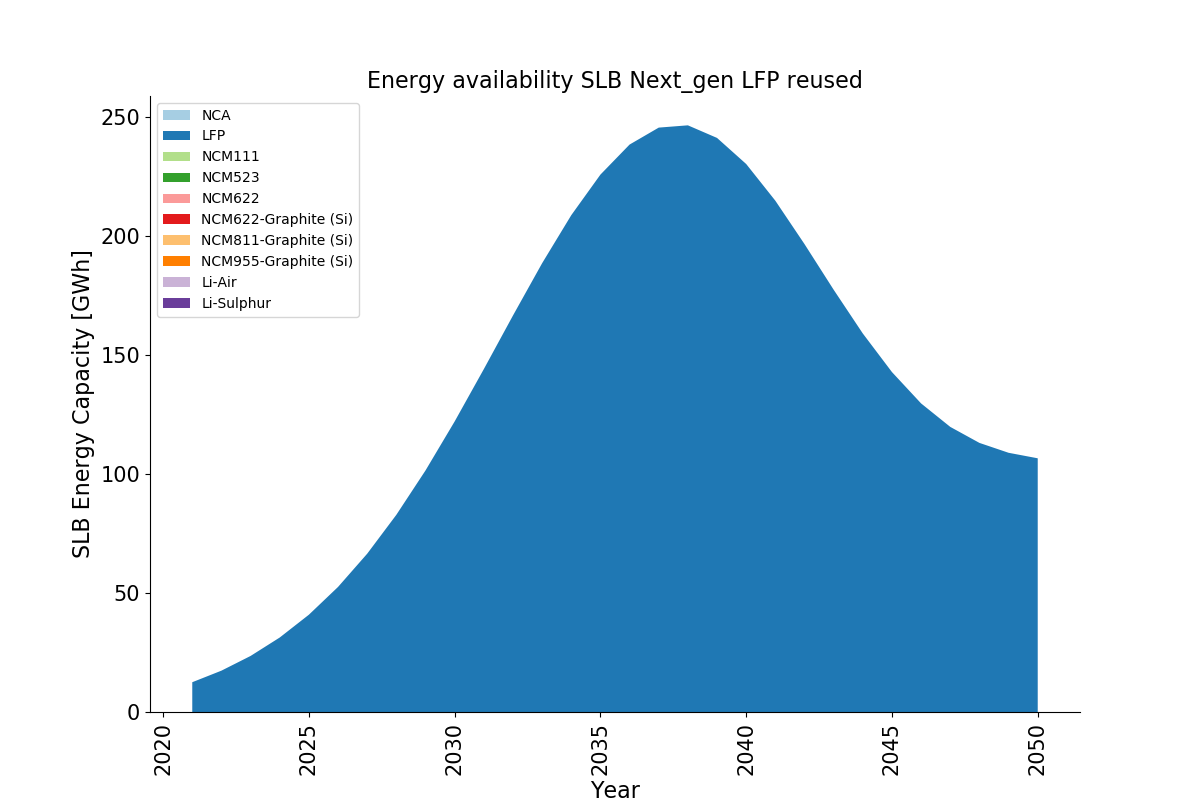 Energy availability SLB Next_gen LFP reused
SLB Energy Capacity [GWh]
250
200
150
100
50
0
NCA
LFP
NCM111
NCM523
NCM622
NCM622-Graphite (Si)
NCM811-Graphite (Si)
NCM955-Graphite (Si)
Li-Air
Li-Sulphur
2020
2025
2030
2035
2040
2045
2050
Year